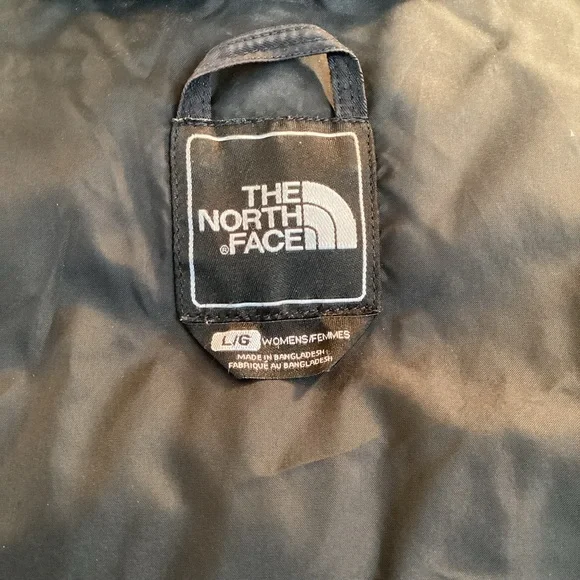 THE
NORTH
®FACE
L/G WOMENS/FEMMES
MADE IN BANGLADESH
FABRIQUÉ AU BANGLADESH